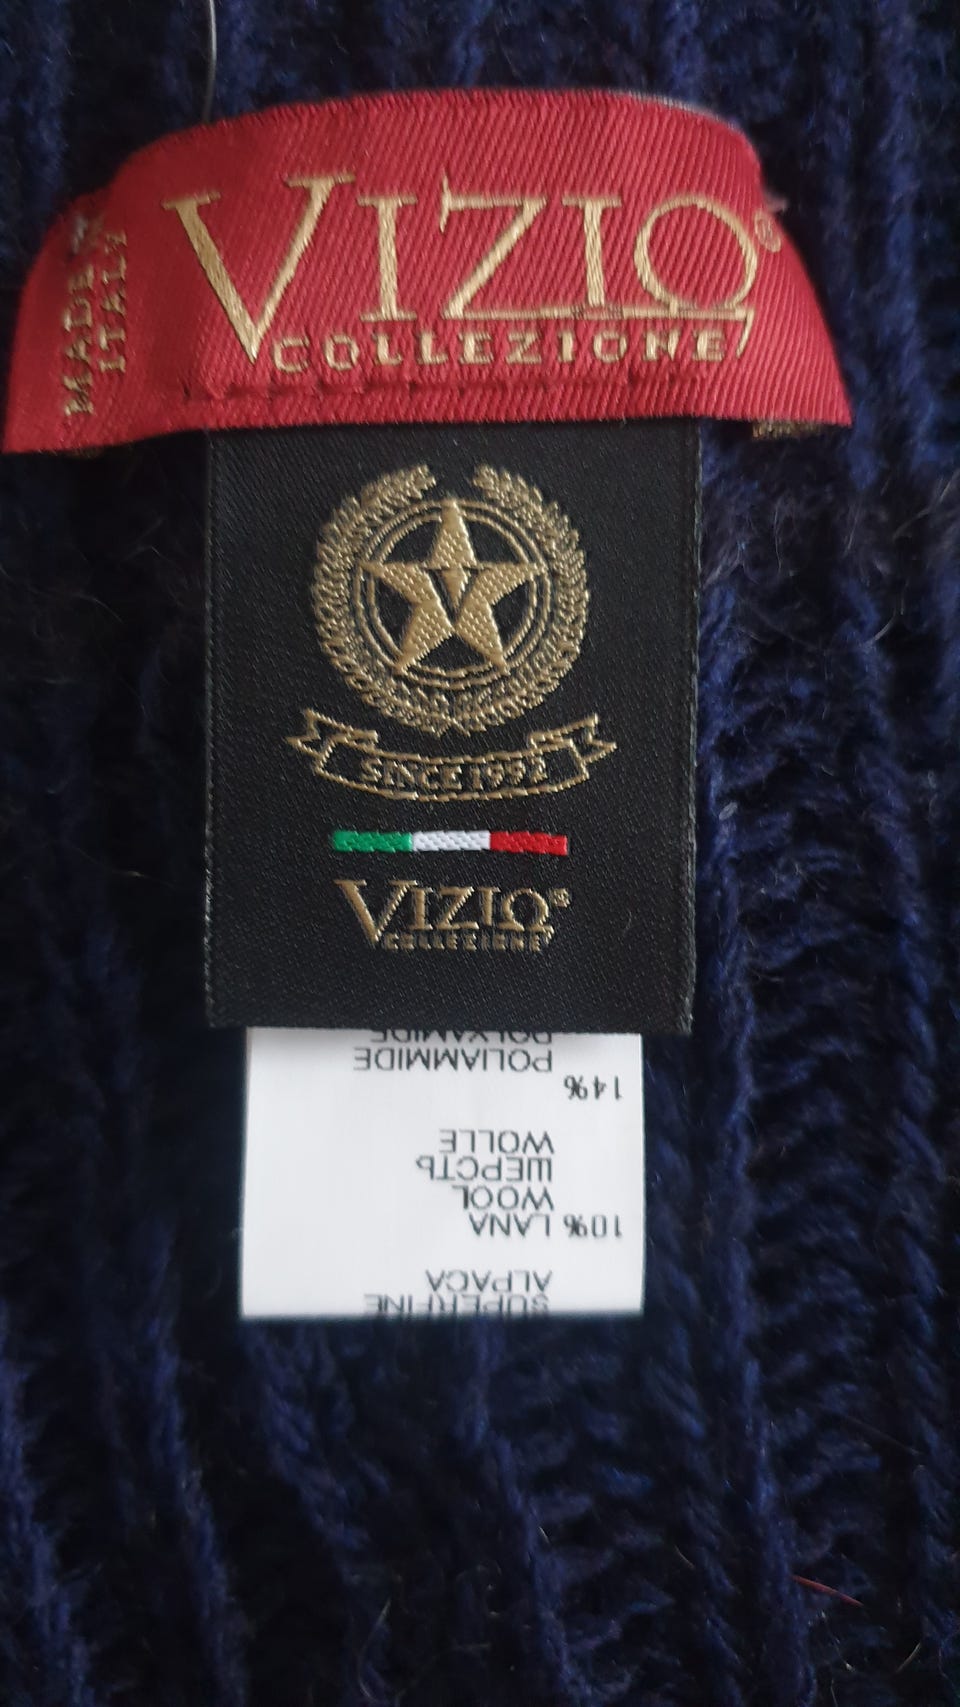 MADE IN
ITALY
VIZIO®
COLLEZIONE
V
SINCE 1992
VIZIO®
COLLEZIONE
SUPERFINE
ALPACA
10% LANA
WOOL
ШЕРСТЬ
WOLLE
14%
POLIAMMIDE
POLYAMIDE